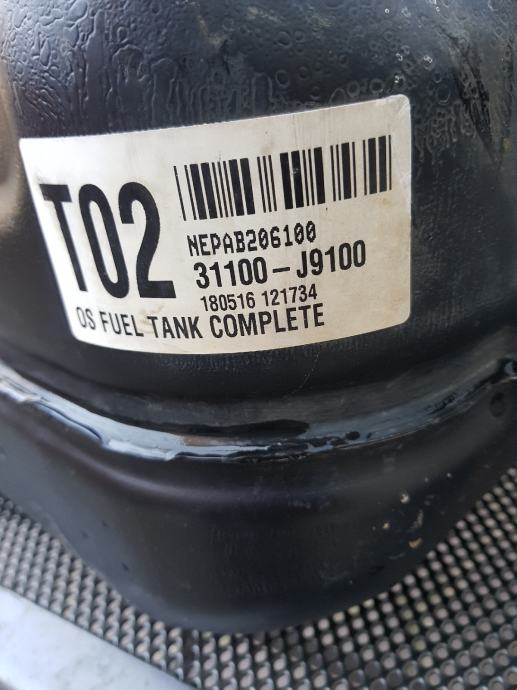 T02
NEPAB206100
31100-J9100
180516 121734
OS FUEL TANK COMPLETE